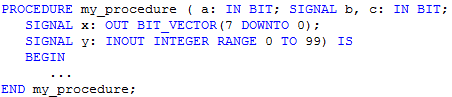 PROCEDURE my_procedure ( a: IN BIT; SIGNAL b, c: IN BIT;
SIGNAL x: OUT BIT_VECTOR(7 DOWNTO 0);
SIGNAL y: INOUT INTEGER RANGE 0 TO 99) IS
BEGIN
...
END my_procedure;